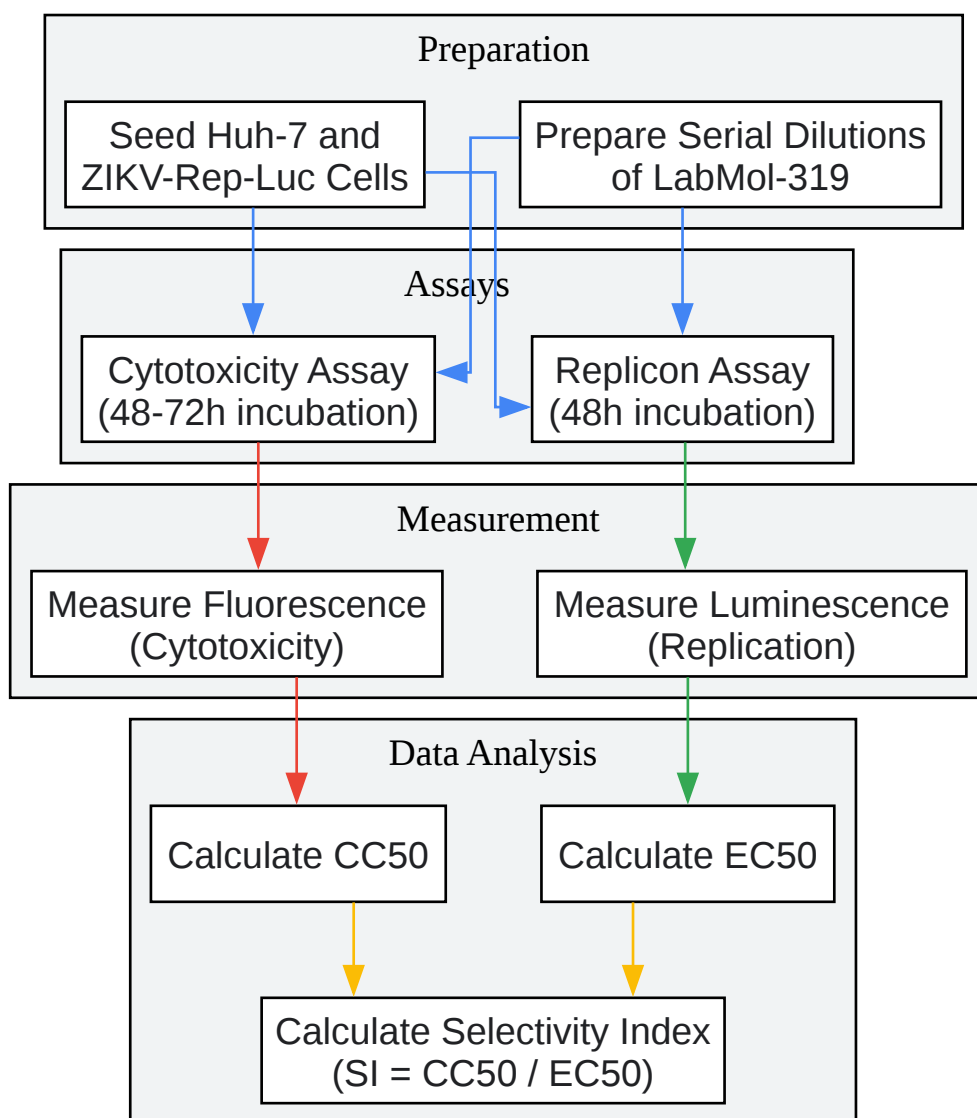 Preparation
Seed Huh-7 and
ZIKV-Rep-Luc Cells
Prepare Serial Dilutions
of LabMol-319
Assays
Cytotoxicity Assay
(48-72h incubation)
Replicon Assay
(48h incubation)
Measurement
Measure Fluorescence
(Cytotoxicity)
Measure Luminescence
(Replication)
Data Analysis
Calculate CC50
Calculate EC50
Calculate Selectivity Index
(SI = CC50 / EC50)